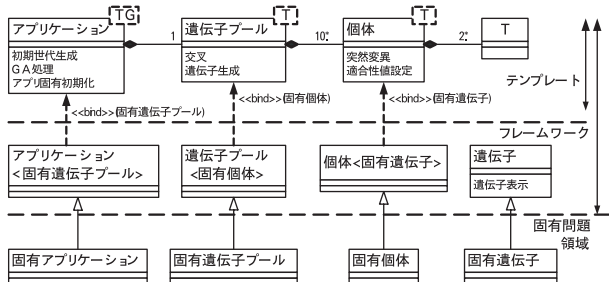 アプリケーション
TG
初期世代生成
GA処理
アプリ固有初期化
1
遺伝子プール
T
交叉
遺伝子生成
10*
個体
T
突然変異
適合性値設定
2*
T
テンプレート
<<bind>>(固有遺伝子プール)
<<bind>>(固有個体)
<<bind>>(固有遺伝子)
フレームワーク
アプリケーション
<固有遺伝子プール>
遺伝子プール
<固有個体>
個体<固有遺伝子>
遺伝子
遺伝子表示
固有問題
領域
固有アプリケーション
固有遺伝子プール
固有個体
固有遺伝子